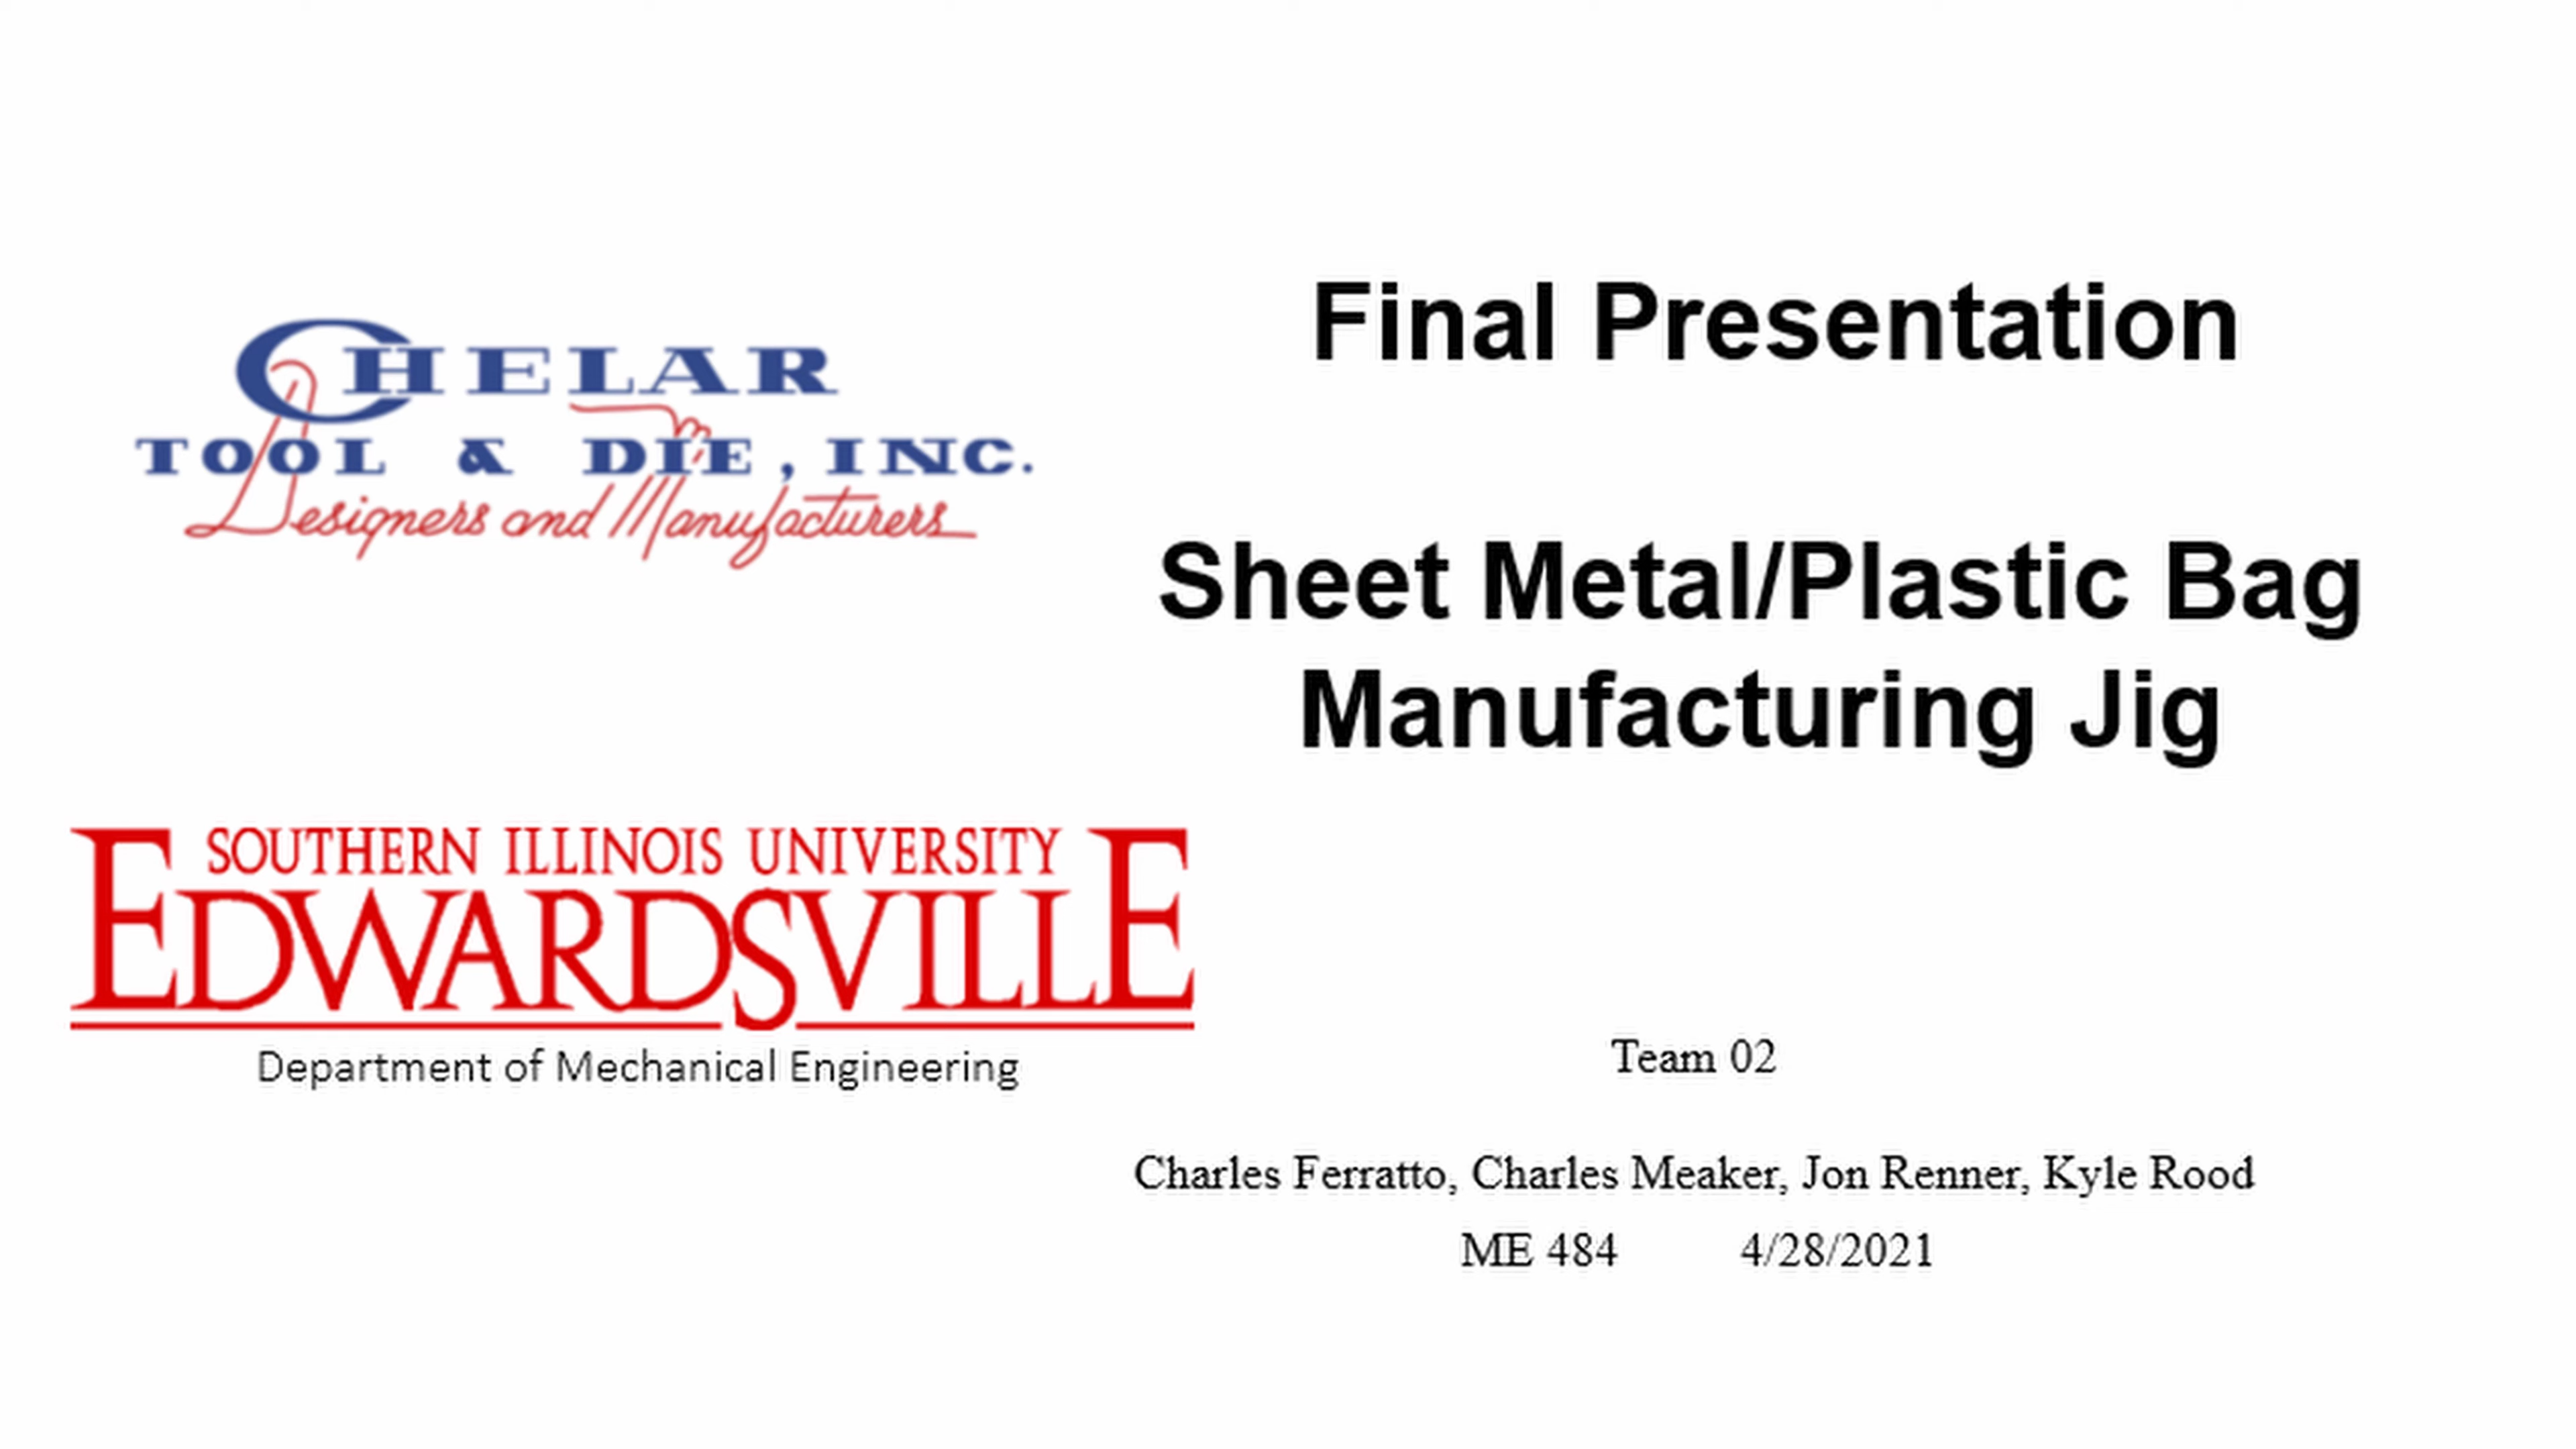 CHELAR
TOOL & DIE, INC.
Designers and Manufacturers
Final Presentation
Sheet Metal/Plastic Bag
Manufacturing Jig
SOUTHERN ILLINOIS UNIVERSITY
EDWARDSVILLE
Department of Mechanical Engineering
Team 02
Charles Ferratto, Charles Meaker, Jon Renner, Kyle Rood
ME 484 4/28/2021